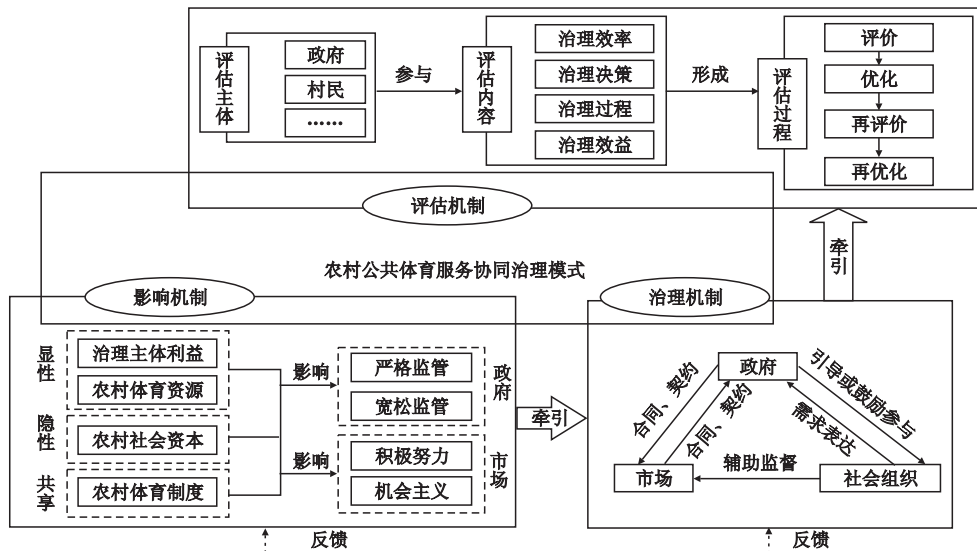 评估主体
政府
村民
……
参与
评估内容
治理效率
治理决策
治理过程
治理效益
形成
评估过程
评价
优化
再评价
再优化
评估机制
牵引
农村公共体育服务协同治理模式
影响机制
治理机制
显性
治理主体利益
农村体育资源
隐性
农村社会资本
共享
农村体育制度
影响
影响
严格监管
宽松监管
政府
积极努力
机会主义
市场
牵引
政府
合同、契约
合同、契约
引导或鼓励参与
需求表达
市场
辅助监督
社会组织
反馈
反馈